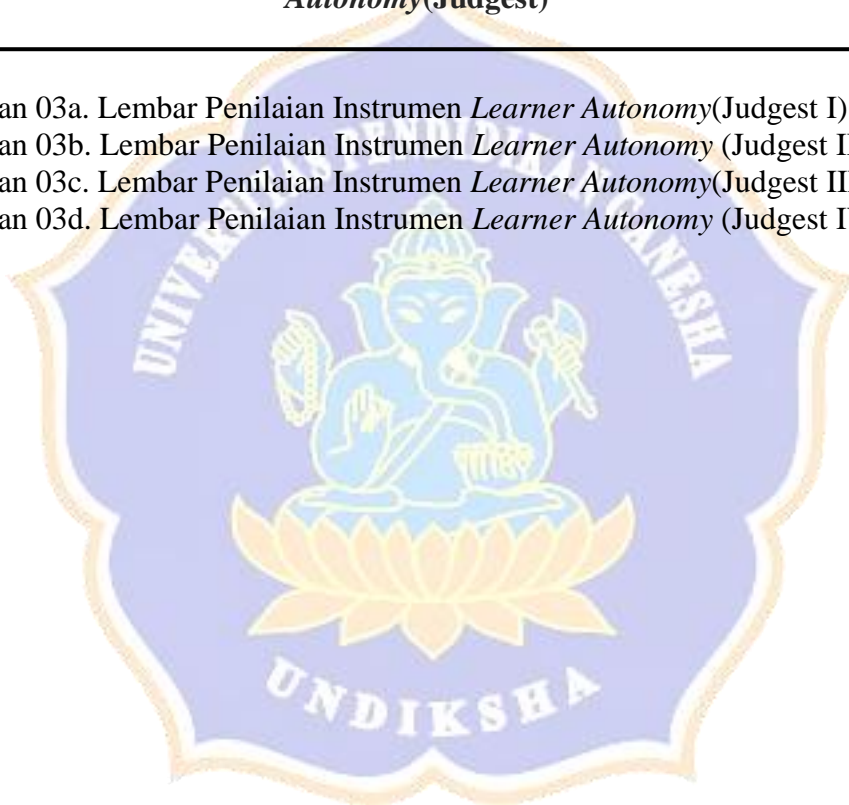 Autonomy(Judgest)
an 03a. Lembar Penilaian Instrumen Learner Autonomy(Judgest I)
an 03b. Lembar Penilaian Instrumen Learner Autonomy (Judgest II
an 03c. Lembar Penilaian Instrumen Learner Autonomy(Judgest III
an 03d. Lembar Penilaian Instrumen Learner Autonomy (Judgest I
UNIVERSITAS PENDIDIKAN GANESHA
UNDIKSHA